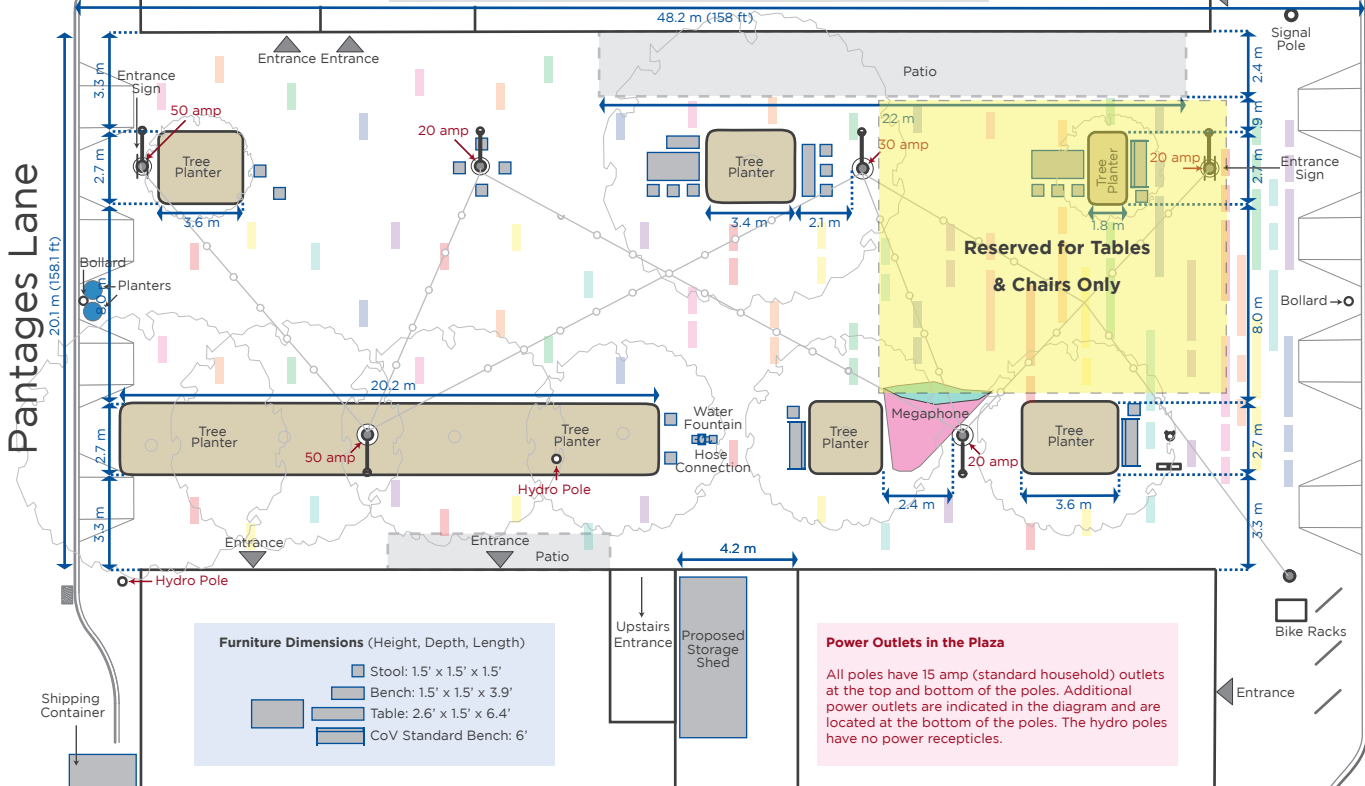 48.2 m (158 ft)
Signal
Pole
Entrance Entrance
Patio
3.3 m
2.4 m
Entrance
Sign
50 amp
20 amp
22 m
30 amp
.9 m
Tree
Planter
Tree
Planter
Tree
Planter
20 amp
Entrance
Sign
2.7 m
2.7 m
3.6 m
3.4 m
2.1 m
1.8 m
Pantages Lane
20.1 m (158.1 ft)
Reserved for Tables
& Chairs Only
Bollard
Planters
8.0 m
Bollard
8.0 m
20.2 m
Water
Fountain
Hose
Connection
Megaphone
Tree
Planter
Tree
Planter
Tree
Planter
Tree
Planter
50 amp
20 amp
Hydro Pole
2.7 m
2.7 m
2.4 m
3.6 m
3.3 m
3.3 m
Entrance
Entrance
Patio
4.2 m
Hydro Pole
Bike Racks
Upstairs
Entrance
Proposed
Storage
Shed
Furniture Dimensions (Height, Depth, Length)
Stool: 1.5’ x 1.5’ x 1.5’
Bench: 1.5’ x 1.5’ x 3.9’
Table: 2.6’ x 1.5’ x 6.4’
CoV Standard Bench: 6’
Power Outlets in the Plaza
All poles have 15 amp (standard household) outlets
at the top and bottom of the poles. Additional
power outlets are indicated in the diagram and are
located at the bottom of the poles. The hydro poles
have no power recepticles.
Entrance
Shipping
Container